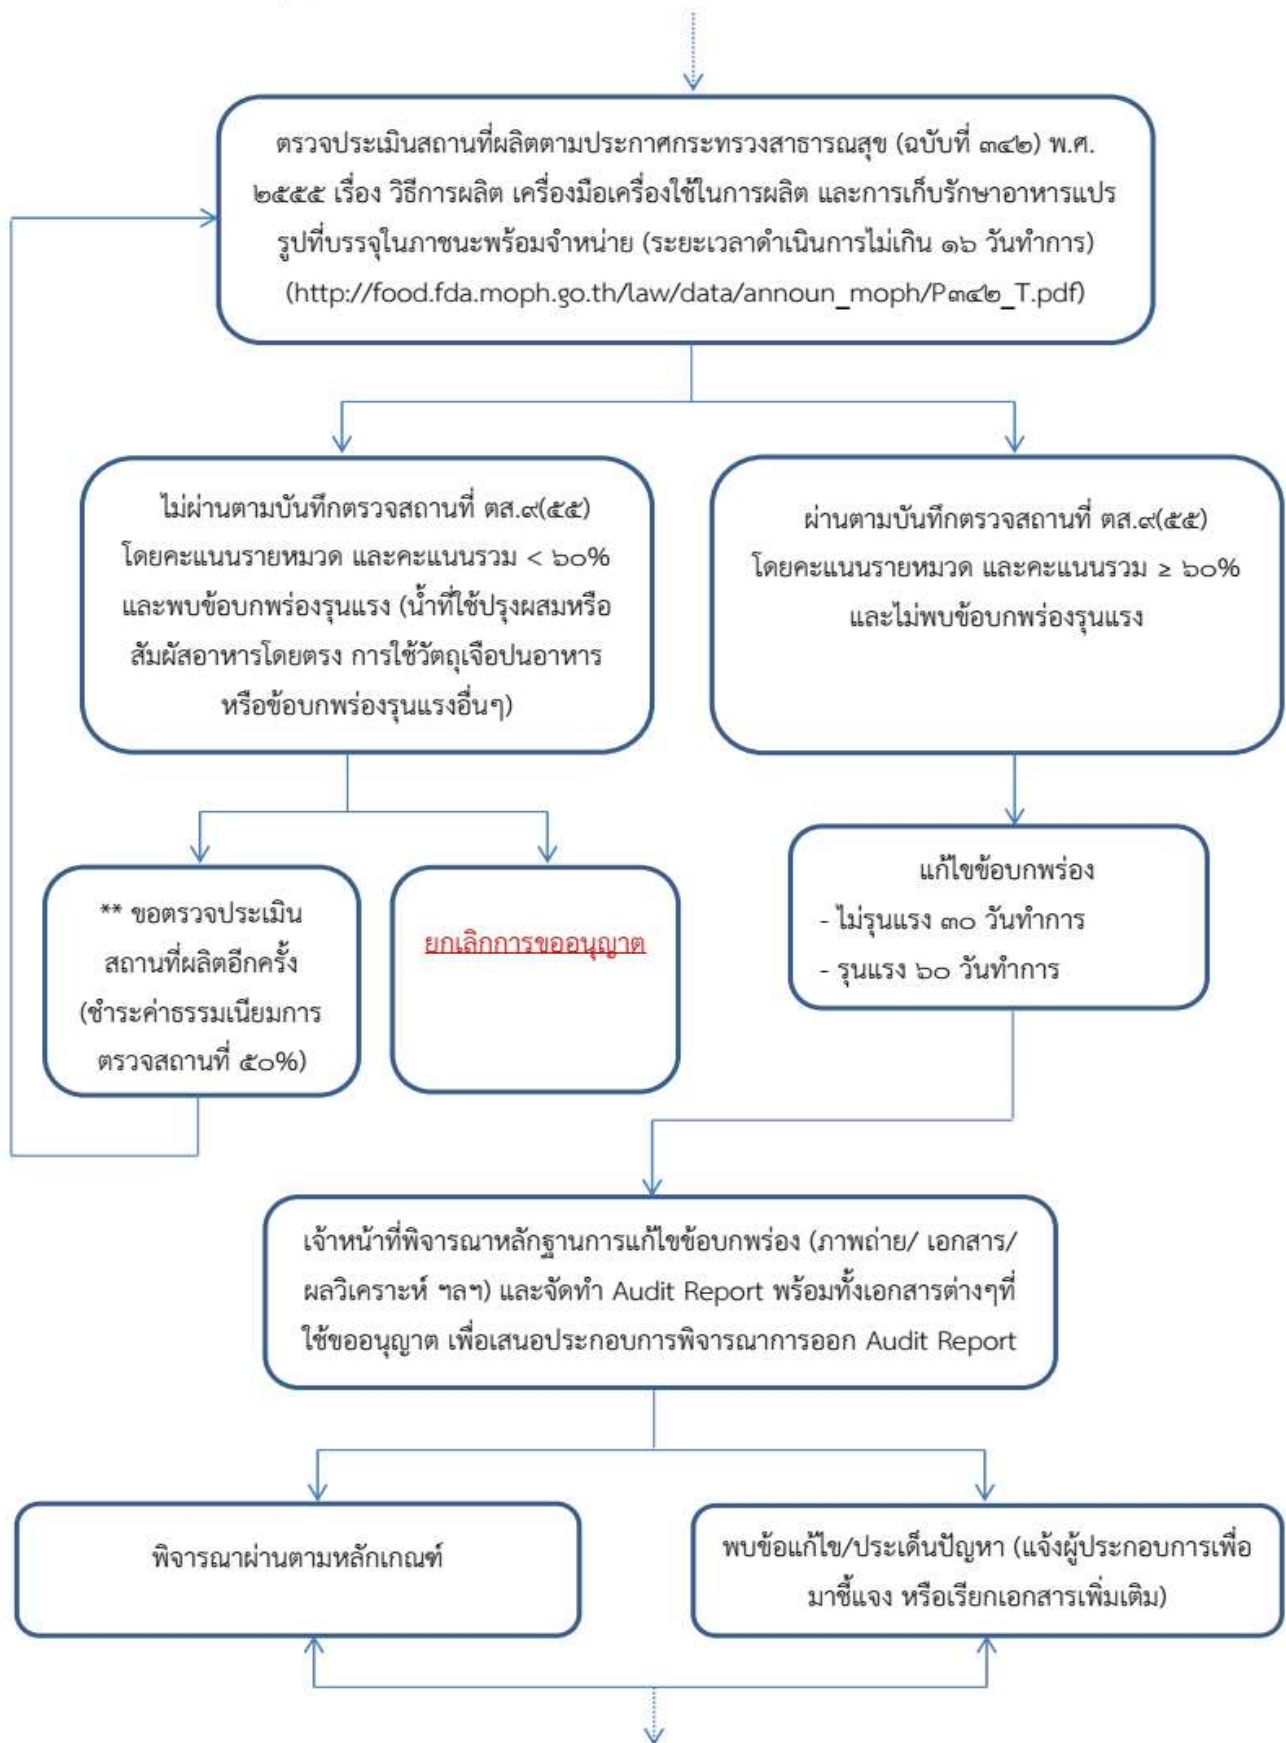 ตรวจประเมินสถานที่ผลิตตามประกาศกระทรวงสาธารณสุข (ฉบับที่ ๓๔๒) พ.ศ.
๒๕๕๕ เรื่อง วิธีการผลิต เครื่องมือเครื่องใช้ในการผลิต และการเก็บรักษาอาหารแปร
รูปที่บรรจุในภาชนะพร้อมจำหน่าย (ระยะเวลาดำเนินการไม่เกิน ๑๖ วันทำการ)
(http://food.fda.moph.go.th/law/data/announ_moph/P๓๔๒_T.pdf)
ไม่ผ่านตามบันทึกตรวจสถานที่ ตส.๙(๕๕)
โดยคะแนนรายหมวด และคะแนนรวม < ๖๐%
และพบข้อบกพร่องรุนแรง (น้ำที่ใช้ปรุงผสมหรือ
สัมผัสอาหารโดยตรง การใช้วัตถุเจือปนอาหาร
หรือข้อบกพร่องรุนแรงอื่นๆ)
ผ่านตามบันทึกตรวจสถานที่ ตส.๙(๕๕)
โดยคะแนนรายหมวด และคะแนนรวม ≥ ๖๐%
และไม่พบข้อบกพร่องรุนแรง
** ขอตรวจประเมิน
สถานที่ผลิตอีกครั้ง
(ชำระค่าธรรมเนียมการ
ตรวจสถานที่ ๕๐%)
ยกเลิกการขออนุญาต
แก้ไขข้อบกพร่อง
- ไม่รุนแรง ๓๐ วันทำการ
- รุนแรง ๖๐ วันทำการ
เจ้าหน้าที่พิจารณาหลักฐานการแก้ไขข้อบกพร่อง (ภาพถ่าย/ เอกสาร/
ผลวิเคราะห์ ฯลฯ) และจัดทำ Audit Report พร้อมทั้งเอกสารต่างๆที่
ใช้ขออนุญาต เพื่อเสนอประกอบการพิจารณาการออก Audit Report
พิจารณาผ่านตามหลักเกณฑ์
พบข้อแก้ไข/ประเด็นปัญหา (แจ้งผู้ประกอบการเพื่อ
มาชี้แจง หรือเรียกเอกสารเพิ่มเติม)